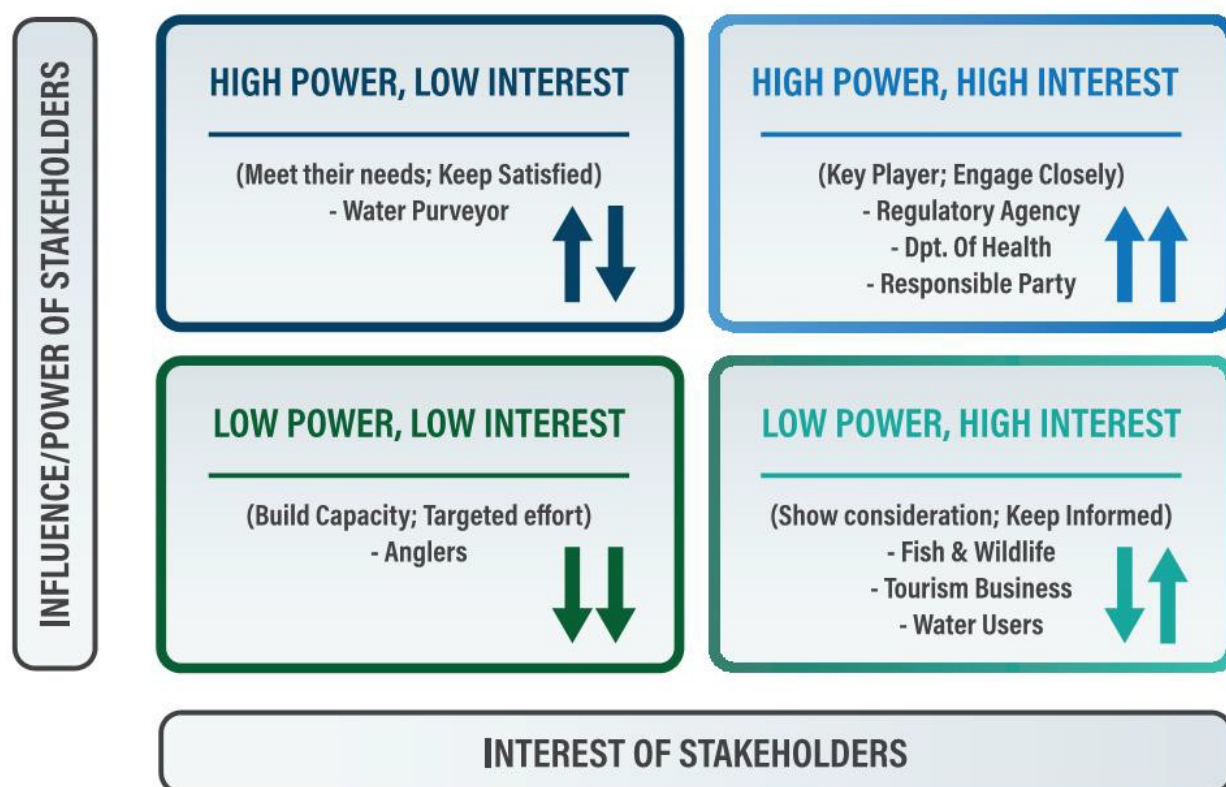 INFLUENCE/POWER OF STAKEHOLDERS
HIGH POWER, LOW INTEREST
(Meet their needs; Keep Satisfied)
- Water Purveyor
HIGH POWER, HIGH INTEREST
(Key Player; Engage Closely)
- Regulatory Agency
- Dpt. Of Health
- Responsible Party
LOW POWER, LOW INTEREST
(Build Capacity; Targeted effort)
- Anglers
LOW POWER, HIGH INTEREST
(Show consideration; Keep Informed)
- Fish & Wildlife
- Tourism Business
- Water Users
INTEREST OF STAKEHOLDERS